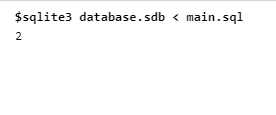 $sqlite3 database.sdb < main.sql
2